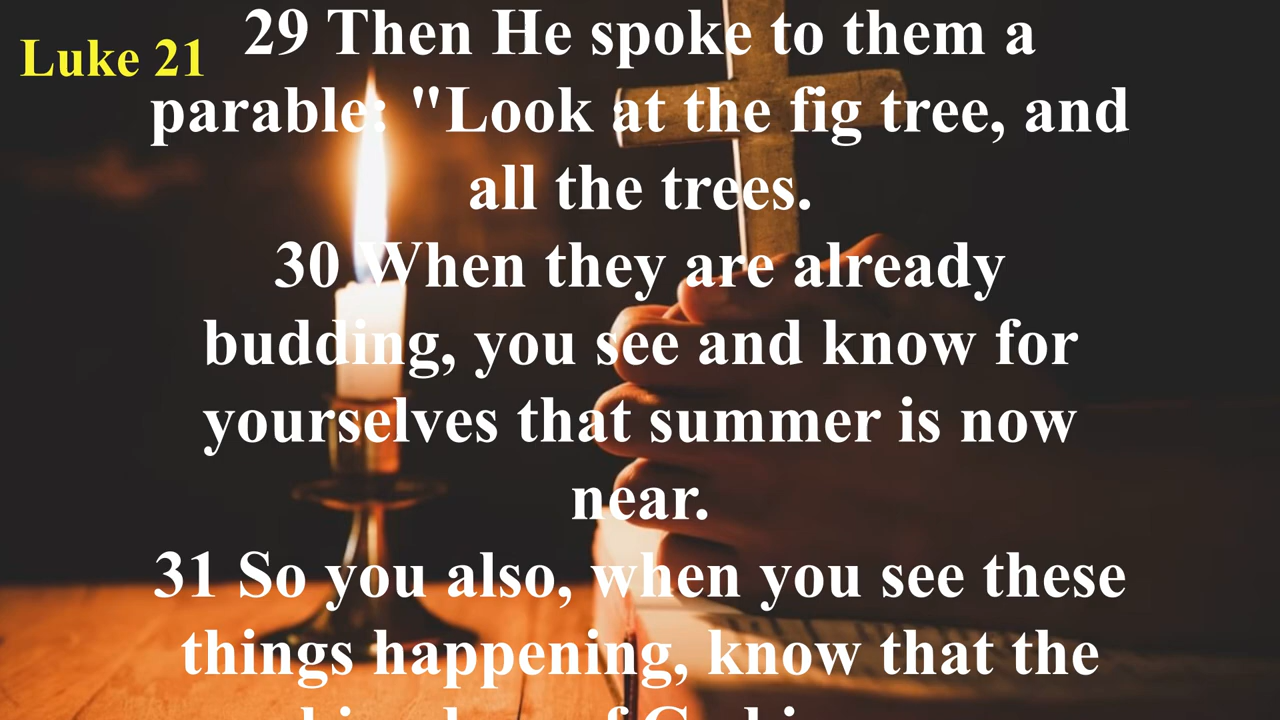 Luke 21
29 Then He spoke to them a
parable: "Look at the fig tree, and
all the trees.
30 When they are already
budding, you see and know for
yourselves that summer is now
near.
31 So you also, when you see these
things happening, know that the